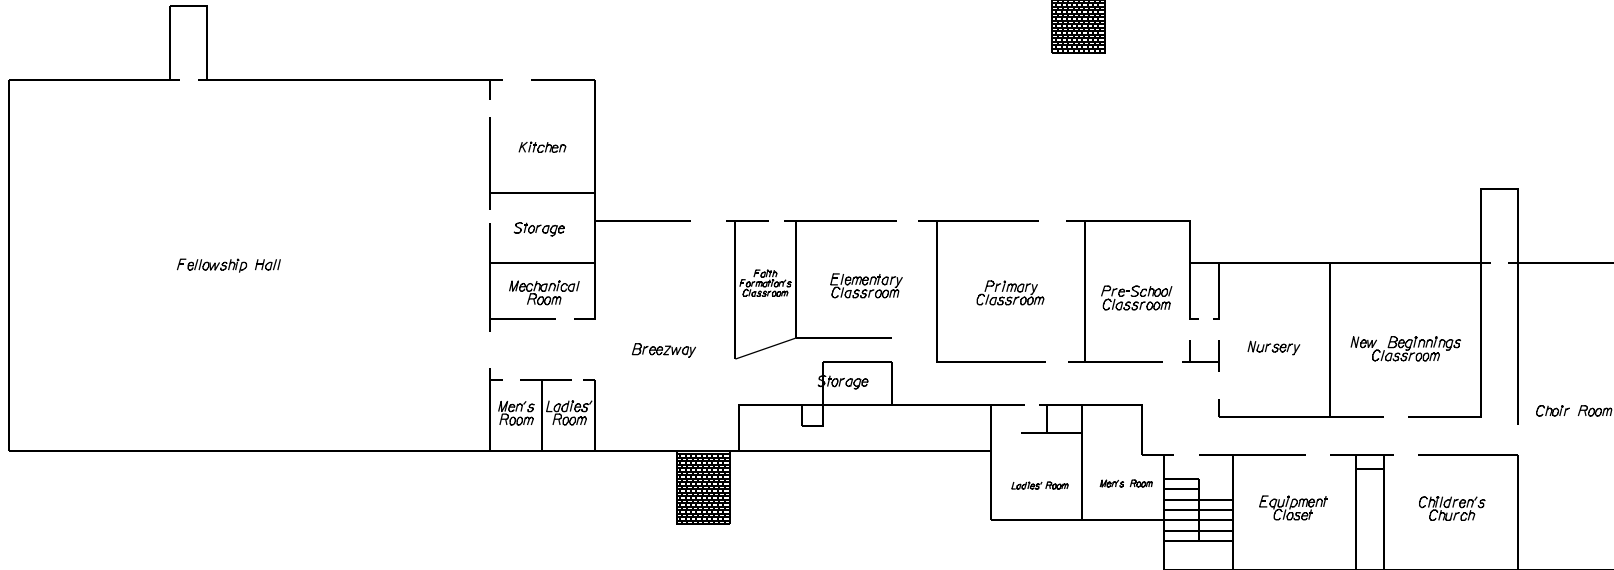 Kitchen
Storage
Fellowship Hall
Mechanical
Room
Breezway
Men's
Room
Ladies'
Room
Faith
Formation's
Classroom
Elementary
Classroom
Primary
Classroom
Pre-School
Classroom
Storage
Nursery
New Beginnings
Classroom
Choir Room
Ladies' Room
Men's Room
Equipment
Closet
Children's
Church